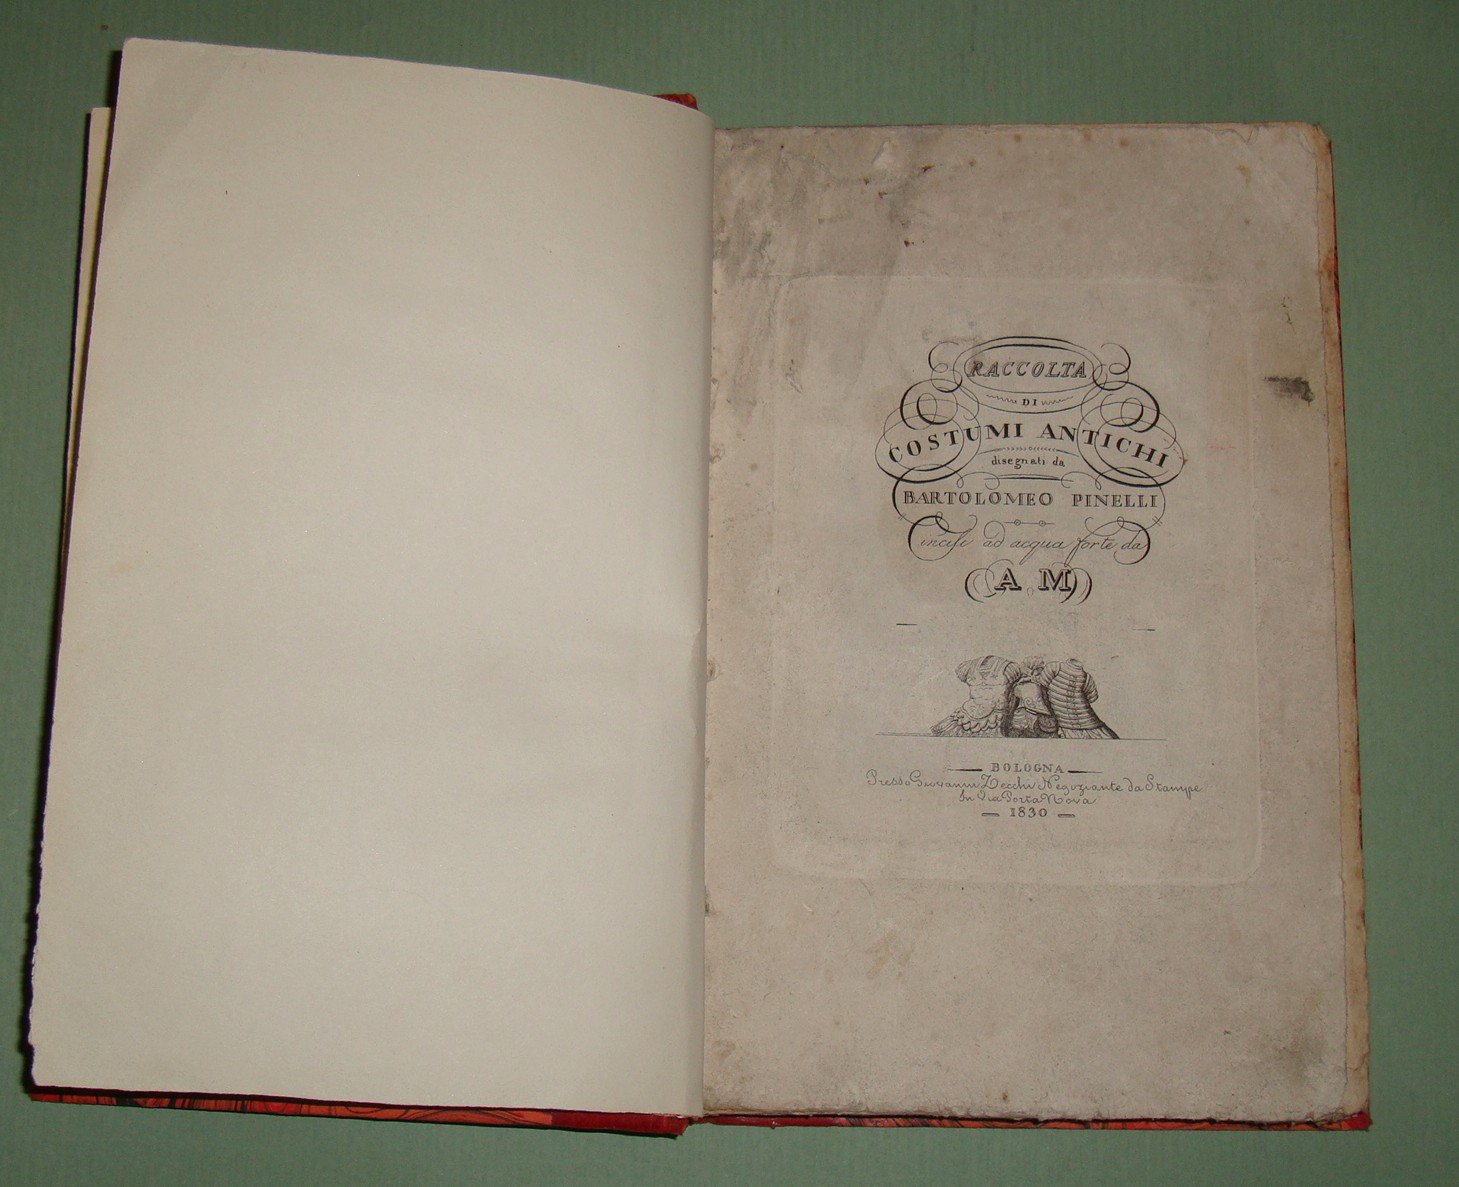 RACCOLTA
DI
COSTUMI ANTICHI
disegnati da
BARTOLOMEO PINELLI
incisi ad acqua forte da
A M
BOLOGNA
Presso Giovanni Zecchi Negoziante da Stampe
In Via Porta Nova
1830